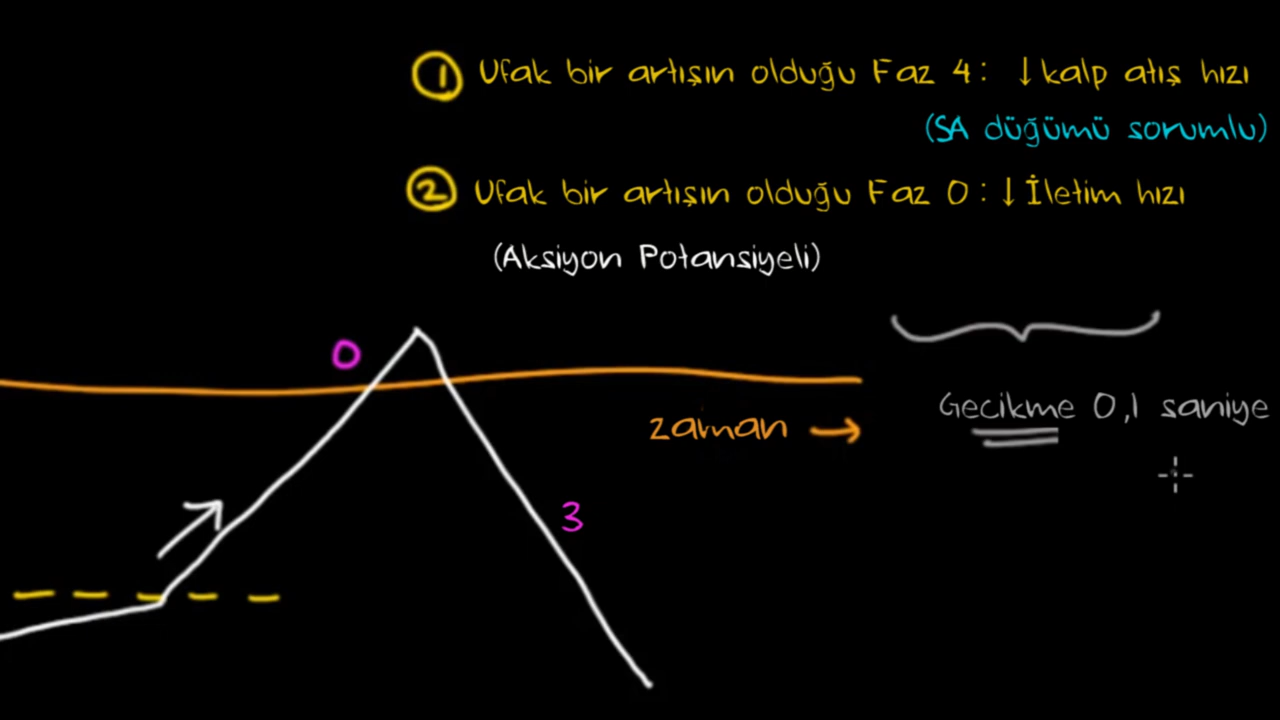 1 Ufak bir artışın olduğu Faz 4: ↓kalp atış hızı
(SA düğümü sorumlu)
2 Ufak bir artışın olduğu Faz 0: ↓İletim hızı
(Aksiyon Potansiyeli)
0
zaman →
Gecikme 0,1 saniye
3